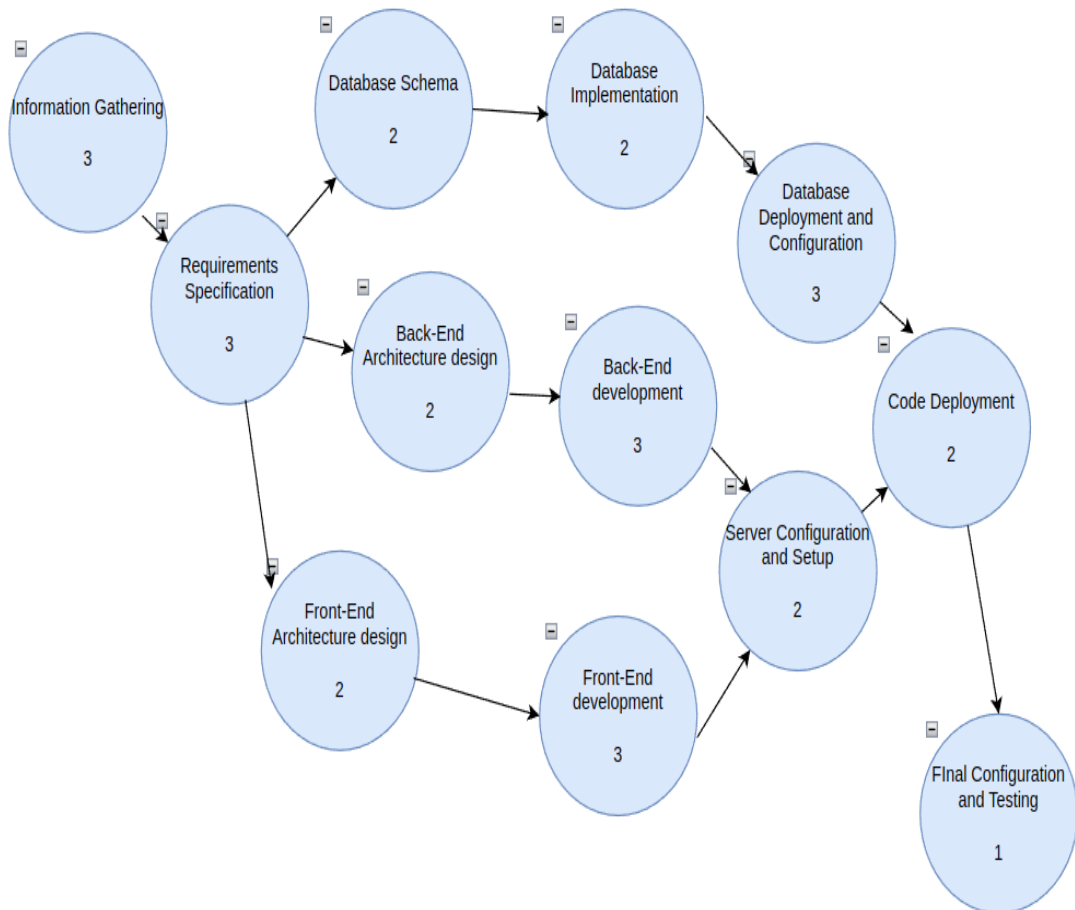 Information Gathering
3
Requirements
Specification
3
Database Schema
2
Database
Implementation
2
Database
Deployment and
Configuration
3
Back-End
Architecture design
2
Back-End
development
3
Front-End
Architecture design
2
Front-End
development
3
Server Configuration
and Setup
2
Code Deployment
2
FInal Configuration
and Testing
1